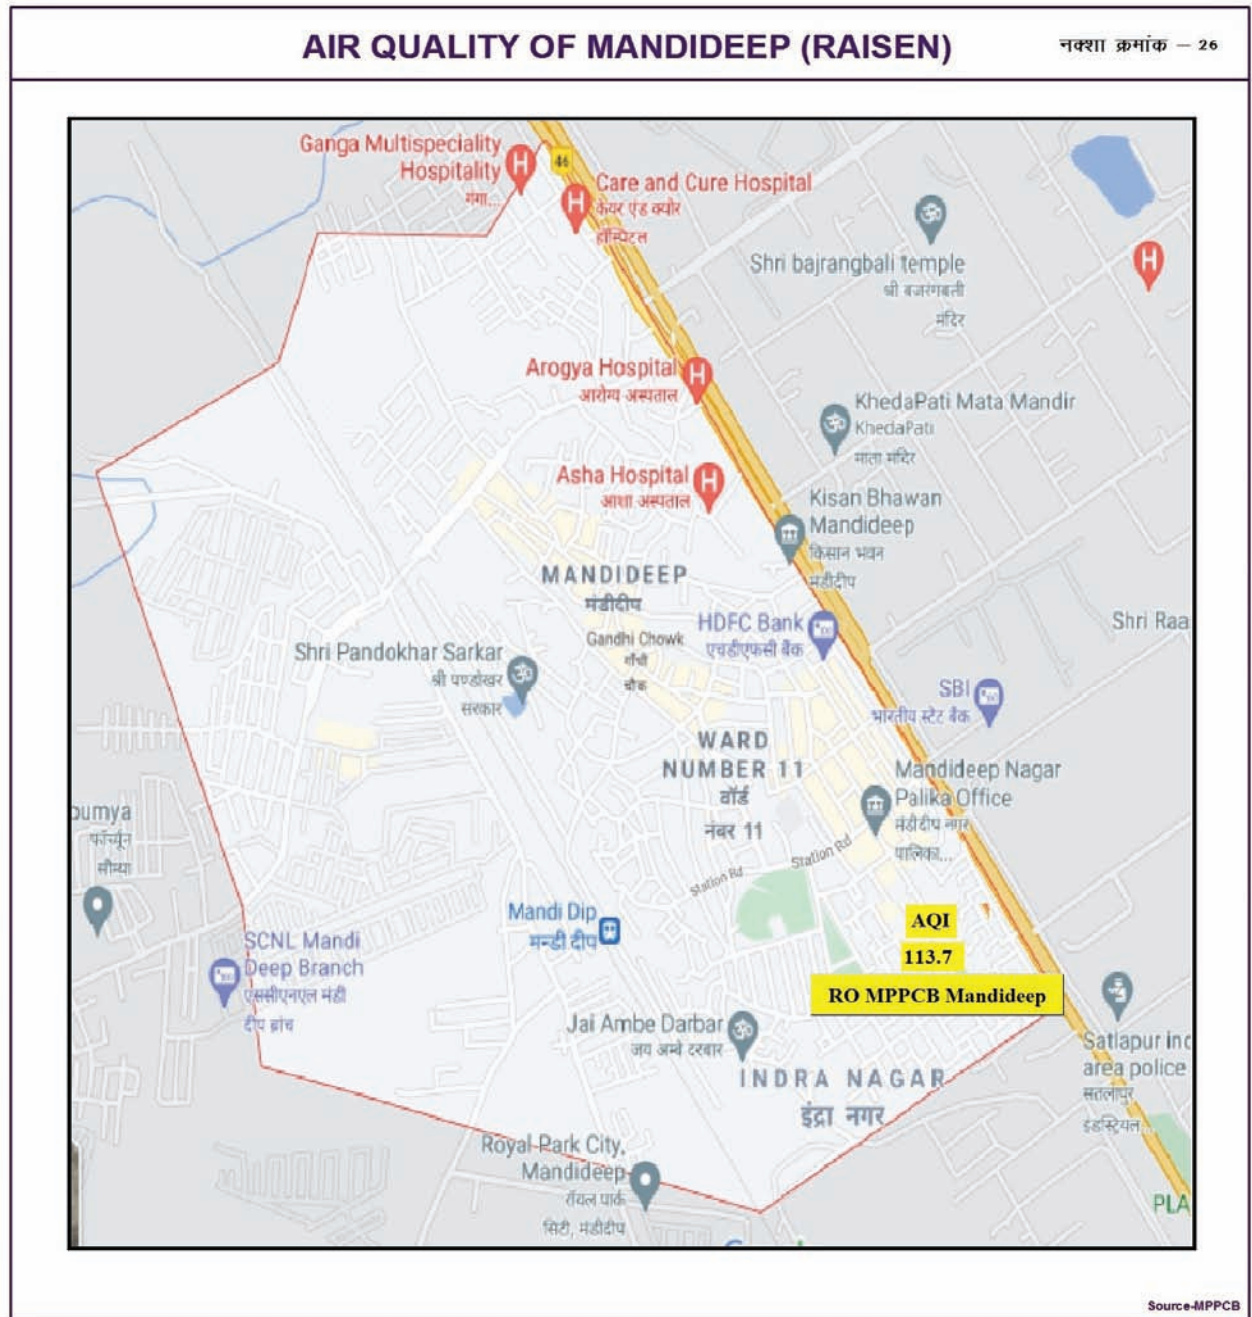 AIR QUALITY OF MANDIDEEP (RAISEN)
नक्शा क्रमांक – 26
Ganga Multispeciality
Hospitality
गंगा...
46
Care and Cure Hospital
केयर एंड क्योर
हॉस्पिटल
Shri bajrangbali temple
श्री बजरंगबली
मंदिर
Arogya Hospital
आरोग्य अस्पताल
KhedaPati Mata Mandir
KhedaPati
माता मंदिर
Asha Hospital
आशा अस्पताल
Kisan Bhawan
Mandideep
किसान भवन
मंडीदीप
MANDIDEEP
मंडीदीप
HDFC Bank
एचडीएफसी बैंक
Shri Raa
Gandhi Chowk
गाँधी
चौक
Shri Pandokhar Sarkar
श्री पण्डोखर
सरकार
SBI
भारतीय स्टेट बैंक
WARD
NUMBER 11
वॉर्ड
नंबर 11
Mandideep Nagar
Palika Office
मंडीदीप नगर
पालिका...
oumya
फॉर्च्यून
सौम्या
Station Rd
Station Rd
Mandi Dip
मन्डी दीप
AQI
113.7
RO MPPCB Mandideep
SCNL Mandi
Deep Branch
एससीएनएल मंडी
दीप ब्रांच
Jai Ambe Darbar
जय अम्बे दरबार
Satlapur ind
area police
सतलापुर
इंडस्ट्रियल...
INDRA NAGAR
इंद्रा नगर
Royal Park City,
Mandideep
रॉयल पार्क
सिटी, मंडीदीप
PLA
Source-MPPCB